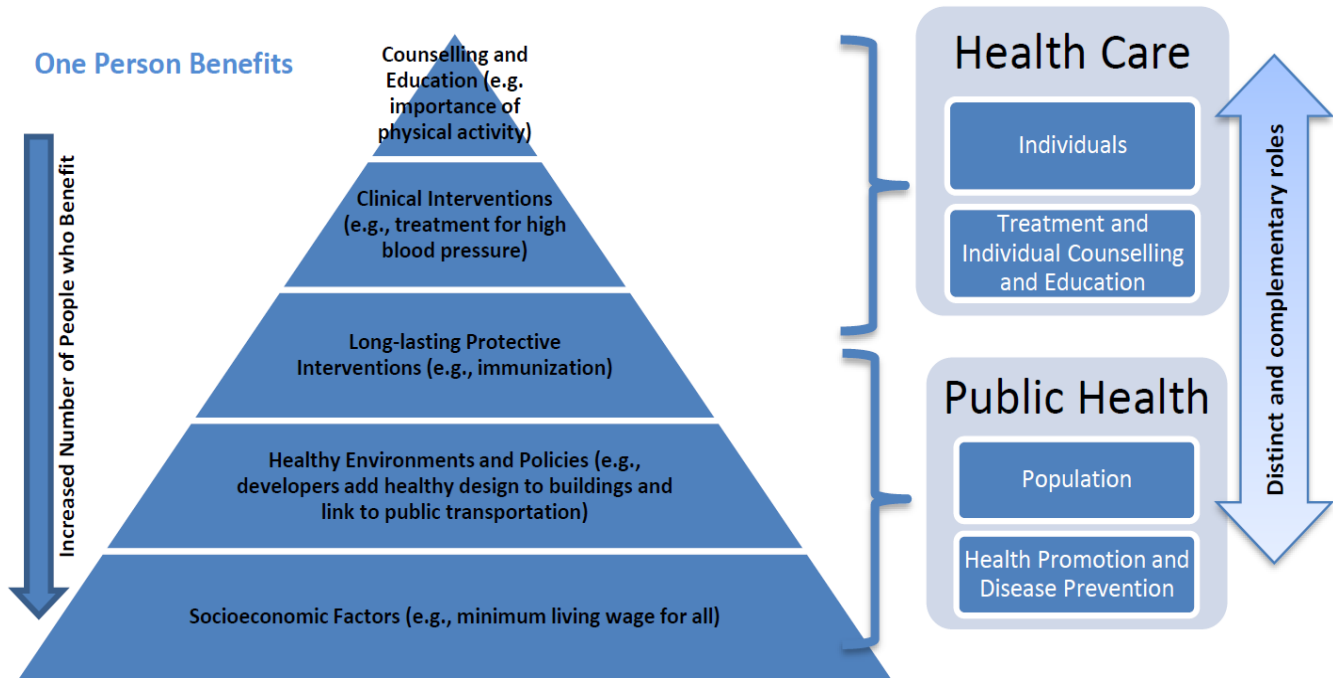 One Person Benefits
Increased Number of People who Benefit
Counselling and
Education (e.g.
importance of
physical activity)
Clinical Interventions
(e.g., treatment for high
blood pressure)
Long-lasting Protective
Interventions (e.g., immunization)
Healthy Environments and Policies (e.g.,
developers add healthy design to buildings and
link to public transportation)
Socioeconomic Factors (e.g., minimum living wage for all)
Health Care
Individuals
Treatment and
Individual Counselling
and Education
Public Health
Population
Health Promotion and
Disease Prevention
Distinct and complementary roles